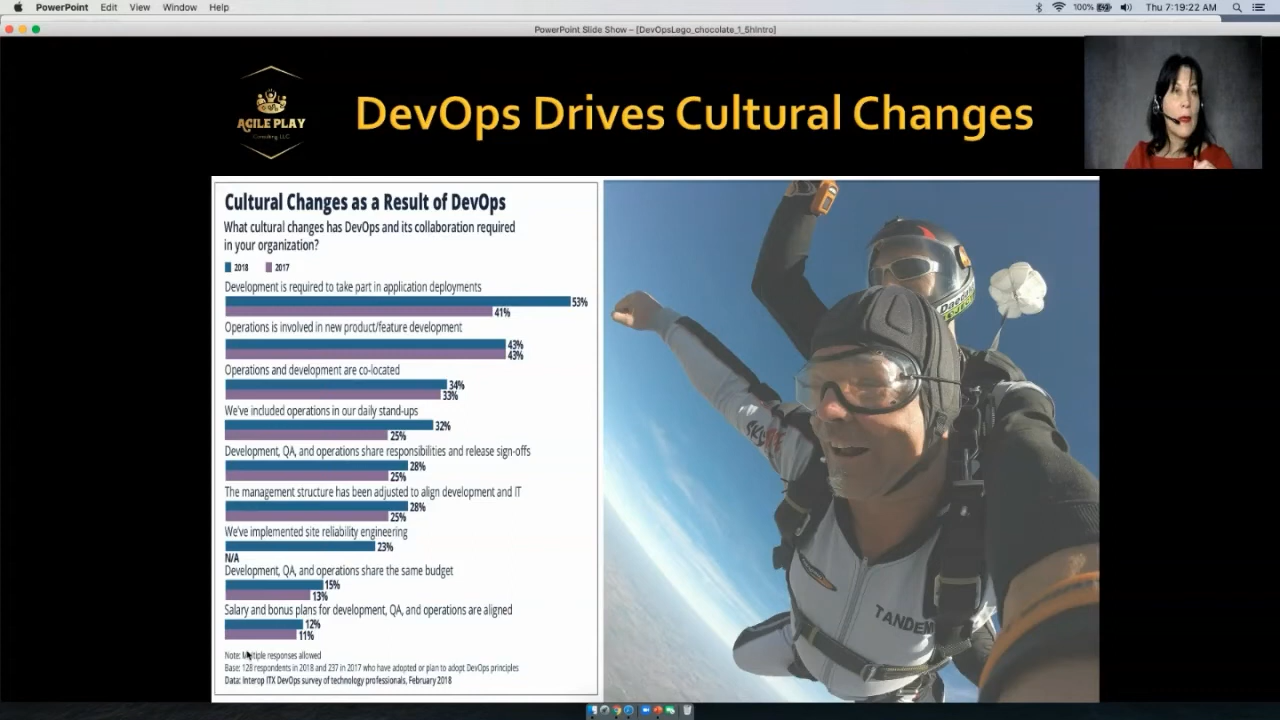 PowerPoint Edit View Window Help
100% Thu 7:19:22 AM
PowerPoint Slide Show – [DevOpsLego_chocolate_1_5hIntro]
AGILE PLAY
Consulting LLC
DevOps Drives Cultural Changes
Cultural Changes as a Result of DevOps
What cultural changes has DevOps and its collaboration required
in your organization?
2018 2017
Development is required to take part in application deployments
53%
41%
Operations is involved in new product/feature development
43%
43%
Operations and development are co-located
34%
33%
We've included operations in our daily stand-ups
32%
25%
Development, QA, and operations share responsibilities and release sign-offs
28%
25%
The management structure has been adjusted to align development and IT
28%
25%
We've implemented site reliability engineering
23%
N/A
Development, QA, and operations share the same budget
15%
13%
Salary and bonus plans for development, QA, and operations are aligned
12%
11%
Note: Multiple responses allowed
Base: 128 respondents in 2018 and 237 in 2017 who have adopted or plan to adopt DevOps principles
Data: Interop ITX DevOps survey of technology professionals, February 2018
TANDEM